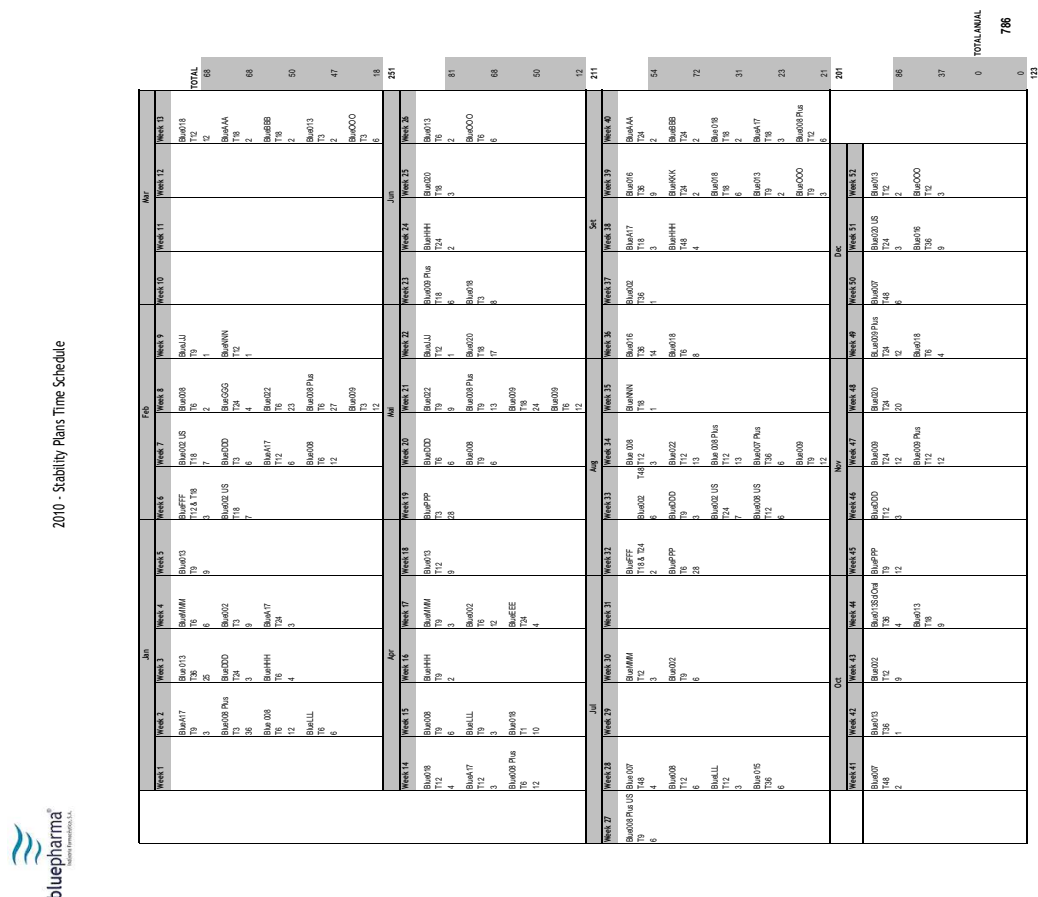 bluepharma®
Indústria Farmacêutica, S.A.
2010 - Stability Plans Time Schedule
Jan
Feb
Mar
Week 1
Week 2
BlueA17
T9
3
Blue008 Plus
T3
36
Blue 008
T6
12
BlueLLL
T6
6
Week 3
Blue 013
T36
25
BlueDDD
T24
3
BlueHHH
T6
4
Week 4
BlueMMM
T6
6
Blue002
T3
9
BlueA17
T24
3
Week 5
Blue013
T9
9
Week 6
BlueFFF
T12 & T18
3
Blue002 US
T18
7
Week 7
Blue002 US
T18
7
BlueDDD
T3
6
BlueA17
T12
6
Blue008
T6
12
Week 8
Blue008
T6
2
BlueGGG
T24
4
Blue022
T6
23
Blue008 Plus
T6
27
Blue009
T3
12
Week 9
BlueJJJ
T9
1
BlueNNN
T12
1
Week 10
Week 11
Week 12
Week 13
Blue018
T12
12
BlueAAA
T18
2
BlueBBB
T18
2
Blue013
T3
2
BlueOOO
T3
6
TOTAL
68
68
50
47
18
251
Apr
Mai
Jun
Week 14
Blue018
T12
4
BlueA17
T12
3
Blue008 Plus
T6
12
Week 15
Blue008
T9
6
BlueLLL
T9
3
Blue018
T1
10
Week 16
BlueHHH
T9
2
Week 17
BlueMMM
T9
3
Blue002
T6
12
BlueEEE
T24
4
Week 18
Blue013
T12
9
Week 19
BluePPP
T3
28
Week 20
BlueDDD
T6
6
Blue008
T9
6
Week 21
Blue022
T9
9
Blue008 Plus
T9
13
Blue009
T18
24
Blue009
T6
12
Week 22
BlueJJJ
T12
1
Blue020
T18
17
Week 23
Blue009 Plus
T18
6
Blue018
T3
8
Week 24
BlueHHH
T24
2
Week 25
Blue020
T18
3
Week 26
Blue013
T6
2
BlueOOO
T6
6
81
68
50
12
211
Jul
Aug
Set
Week 27
Blue008 Plus US
T9
6
Week 28
Blue 007
T48
4
Blue008
T12
6
BlueLLL
T12
3
Blue 015
T36
6
Week 29
Week 30
BlueMMM
T12
3
Blue002
T9
6
Week 31
Week 32
BlueFFF
T18 & T24
2
BluePPP
T6
28
Week 33
Blue002
T48
6
BlueDDD
T9
3
Blue002 US
T24
7
Blue008 US
T12
6
Week 34
Blue 008
T12
3
Blue022
T12
13
Blue 008 Plus
T12
13
Blue007 Plus
T36
6
Blue009
T9
12
Week 35
BlueNNN
T18
1
Week 36
Blue016
T36
14
Blue018
T6
8
Week 37
Blue002
T36
1
Week 38
BlueA17
T18
3
BlueHHH
T48
4
Week 39
Blue016
T36
9
BlueKKK
T24
2
Blue018
T18
6
Blue013
T9
2
BlueOOO
T9
3
Week 40
BlueAAA
T24
2
BlueBBB
T24
2
Blue 018
T18
2
BlueA17
T18
3
Blue008 Plus
T12
6
54
72
31
23
21
201
Oct
Nov
Dec
Week 41
Blue007
T48
2
Week 42
Blue013
T36
1
Week 43
Blue002
T12
9
Week 44
Blue013Sd Oral
T36
4
Blue013
T18
9
Week 45
BluePPP
T9
12
Week 46
BlueDDD
T12
3
Week 47
Blue009
T24
12
Blue009 Plus
T12
12
Week 48
Blue020
T24
20
Week 49
BLue009 Plus
T24
12
Blue018
T6
4
Week 50
Blue007
T48
6
Week 51
Blue020 US
T24
3
Blue016
T36
9
Week 52
Blue013
T12
2
BlueOOO
T12
3
86
37
0
0
123
TOTAL ANUAL
786